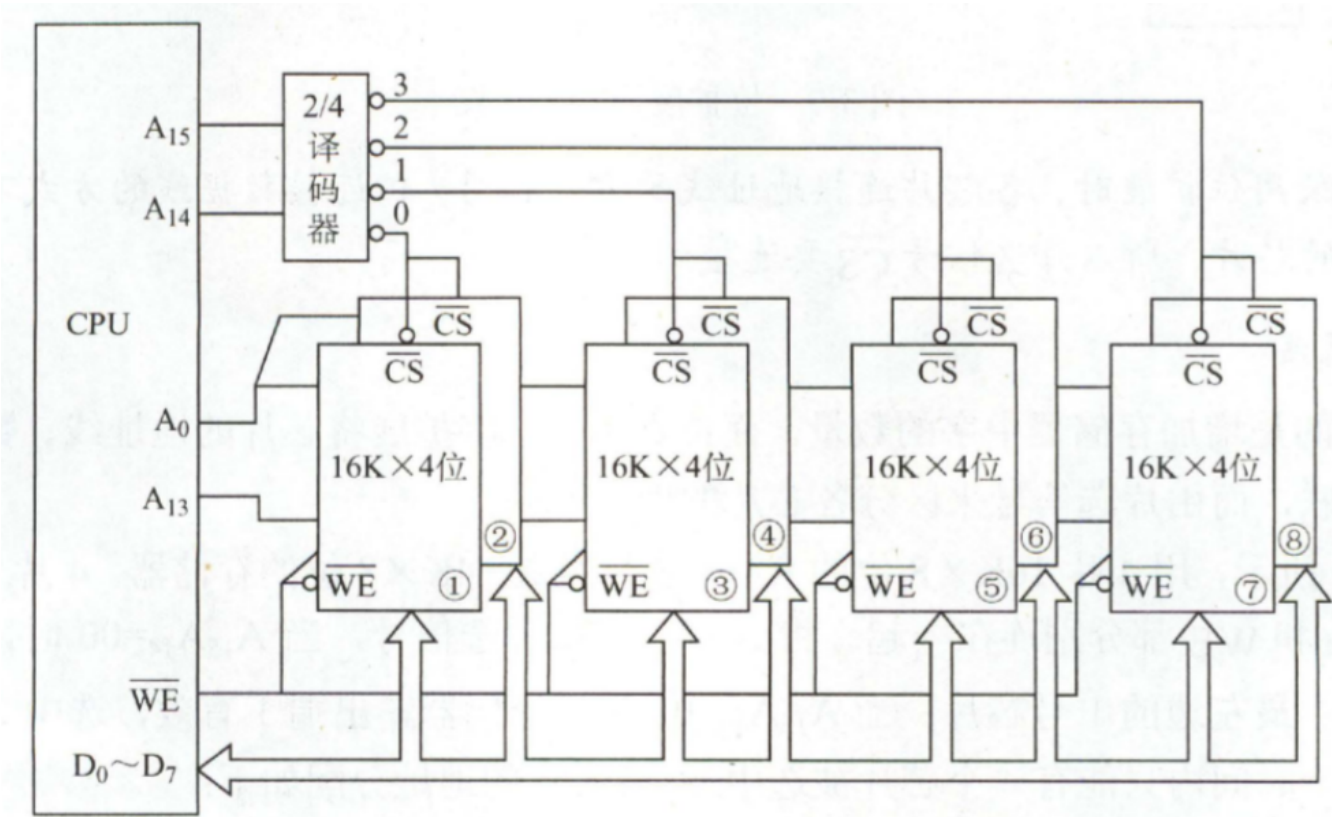 3
2/4
2
A15
译
1
码
A14
0
器
CPU
CS
CS
CS
CS
CS
CS
CS
CS
A0
16K×4位
16K×4位
16K×4位
16K×4位
A13
②
④
⑥
⑧
WE
①
WE
③
WE
⑤
WE
⑦
WE
D0～D7